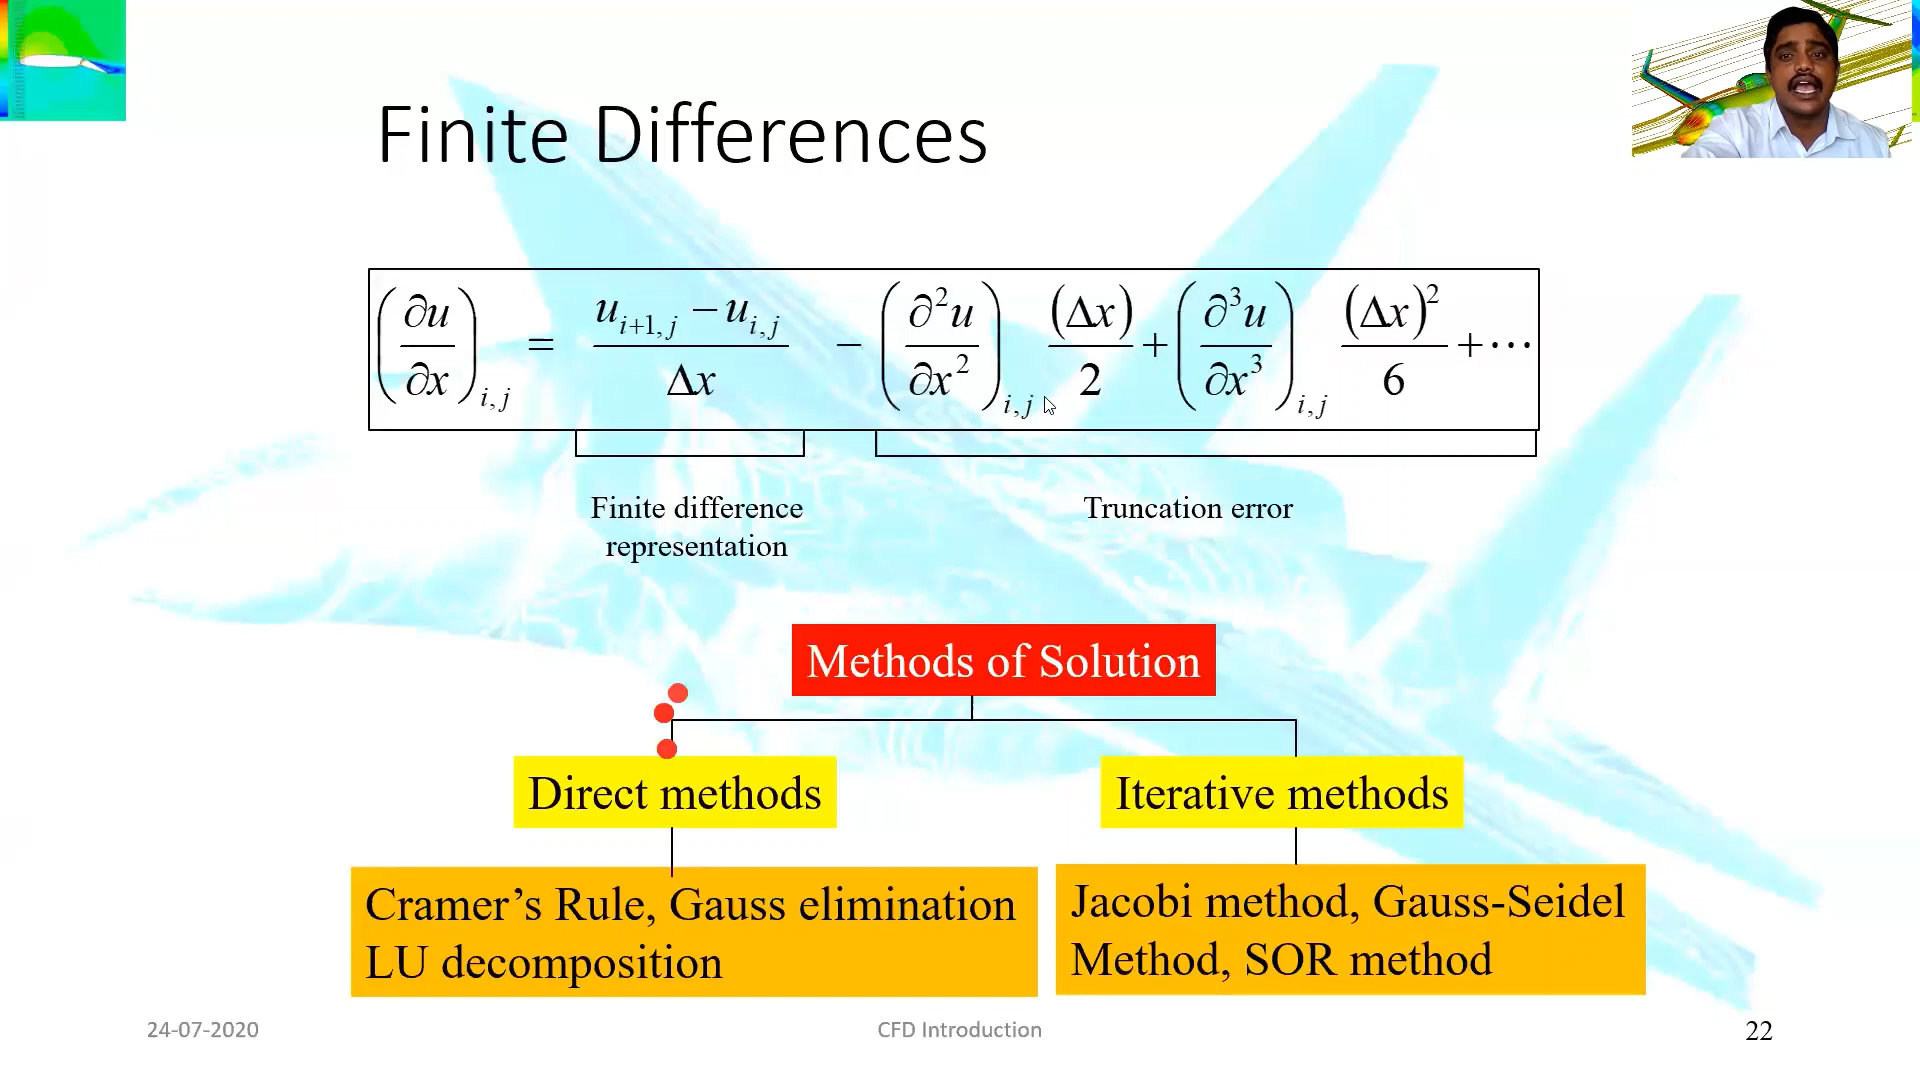 Finite Differences
(∂u/∂x)i,j = (ui+1,j − ui,j)/Δx − (∂²u/∂x²)i,j (Δx)/2 + (∂³u/∂x³)i,j (Δx)²/6 + ⋯
Finite difference
representation
Truncation error
Methods of Solution
Direct methods
Iterative methods
Cramer’s Rule, Gauss elimination
LU decomposition
Jacobi method, Gauss-Seidel
Method, SOR method
24-07-2020
CFD Introduction
22